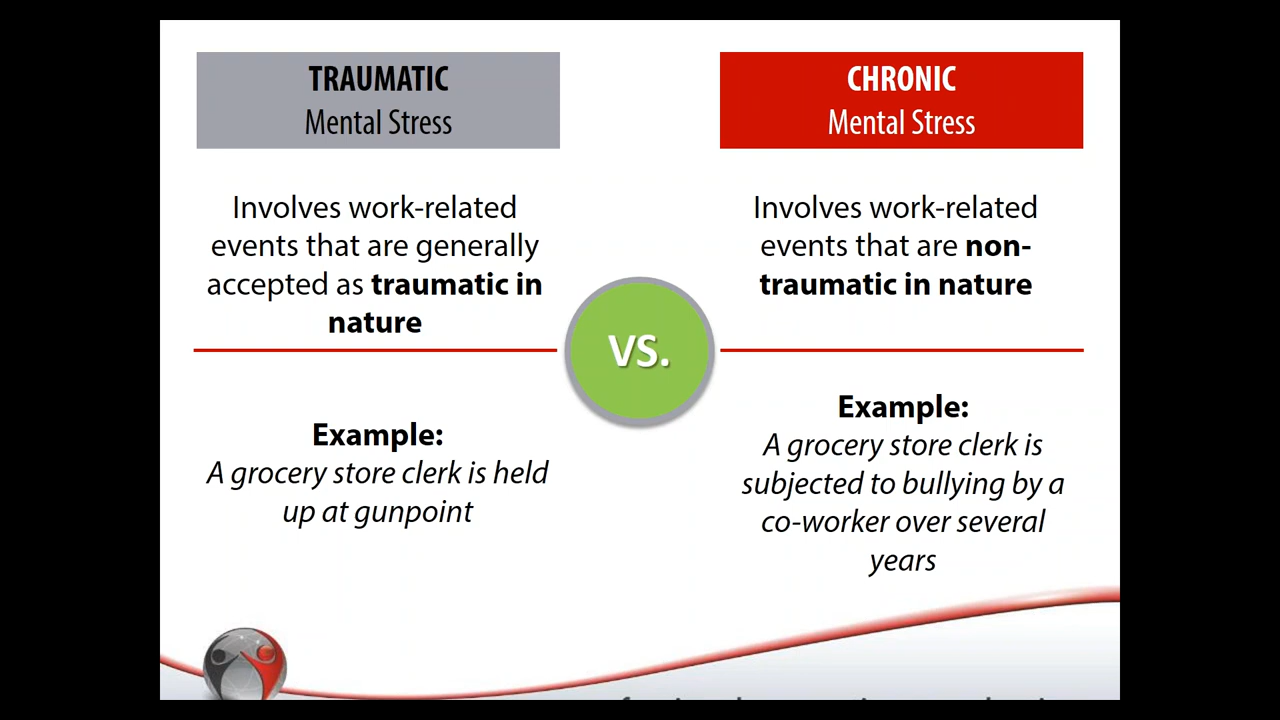 TRAUMATIC
Mental Stress
Involves work-related
events that are generally
accepted as traumatic in
nature
Example:
A grocery store clerk is held
up at gunpoint
VS.
CHRONIC
Mental Stress
Involves work-related
events that are non-
traumatic in nature
Example:
A grocery store clerk is
subjected to bullying by a
co-worker over several
years